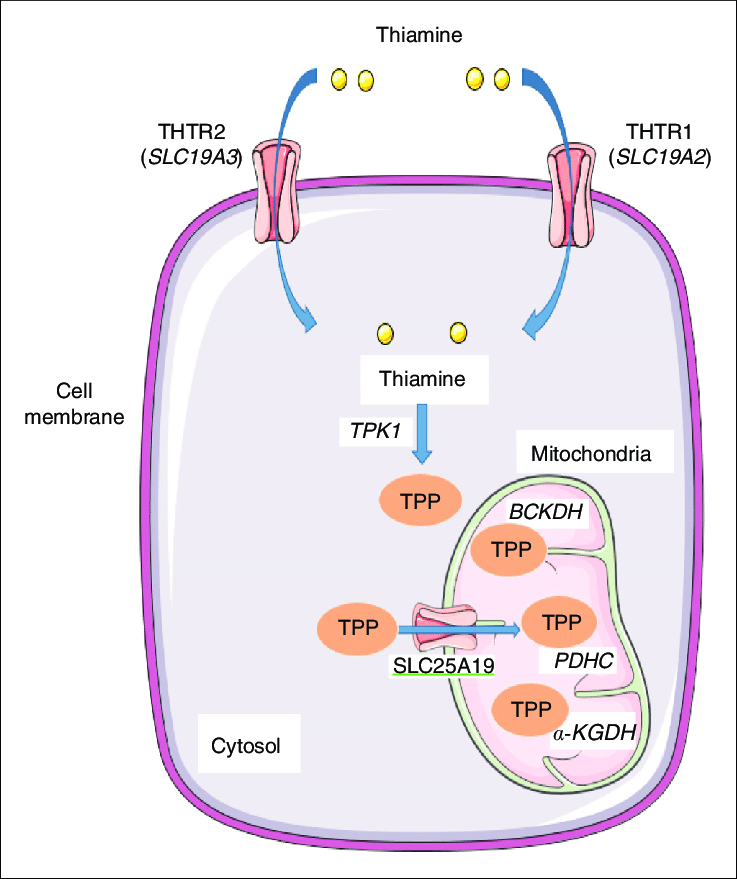 Thiamine
THTR2
(SLC19A3)
THTR1
(SLC19A2)
Thiamine
Cell
membrane
TPK1
Mitochondria
TPP
BCKDH
TPP
TPP
TPP
SLC25A19
PDHC
TPP
α-KGDH
Cytosol